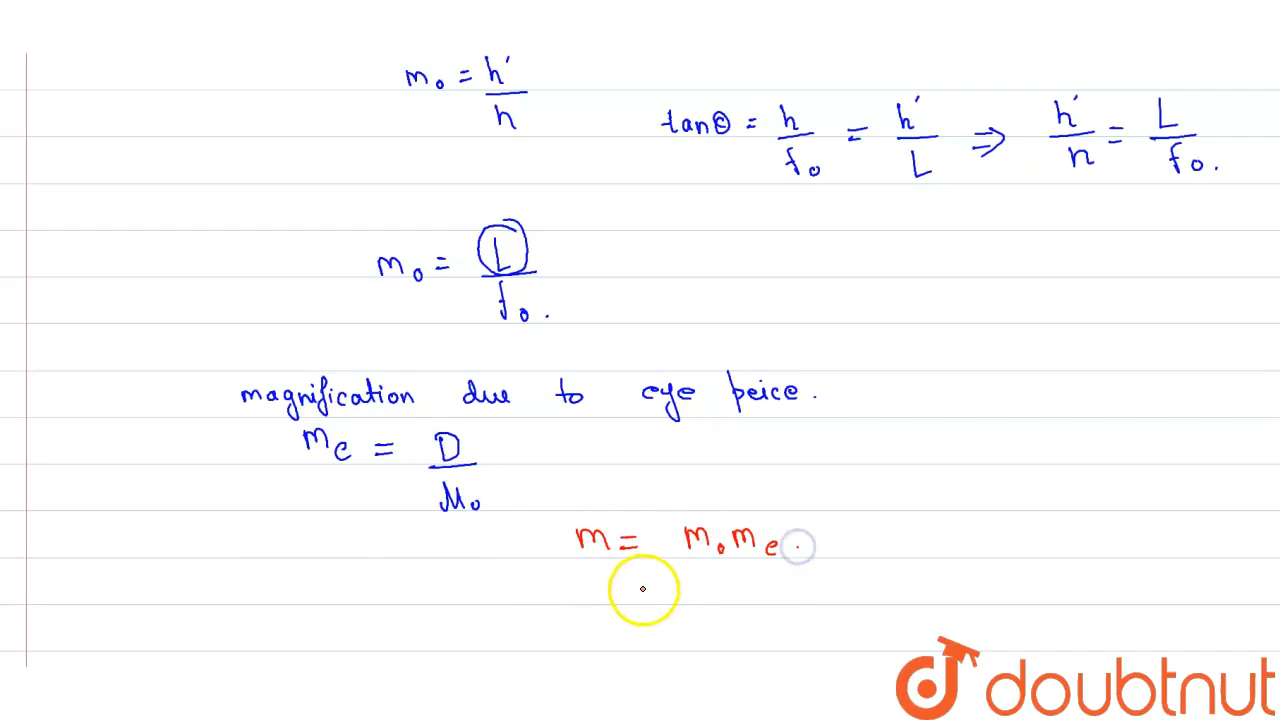 m₀ = h'/h
tanθ = h/f₀ = h'/L ⇒ h'/h = L/f₀.
m₀ = L/f₀.
magnification due to eye peice.
mₑ = D/M₀
m = m₀mₑ.
doubtnut